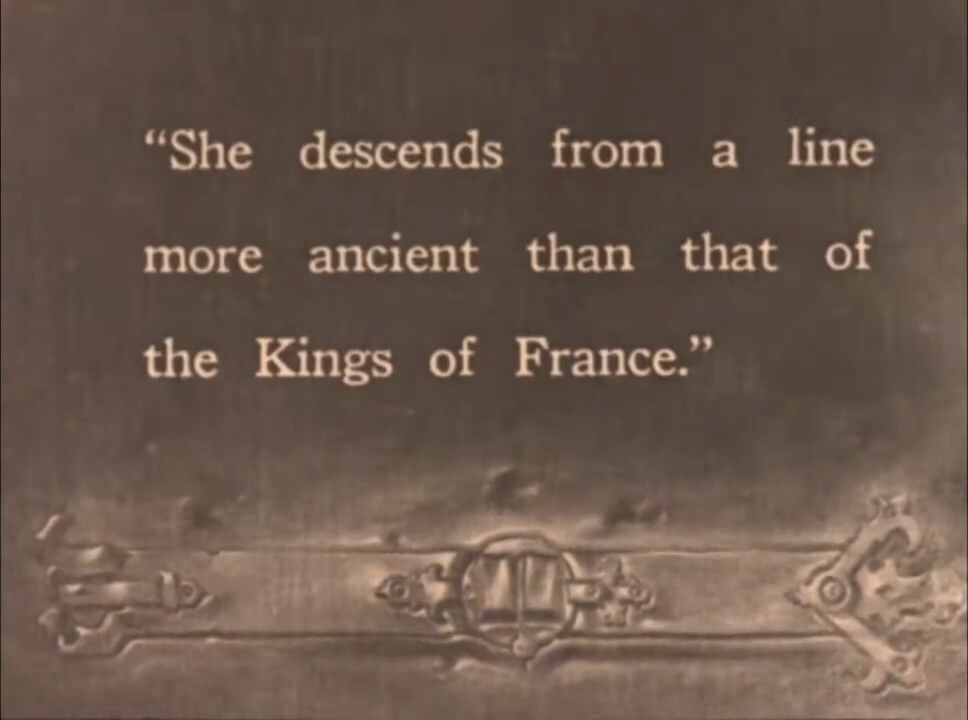 “She descends from a line
more ancient than that of
the Kings of France.”